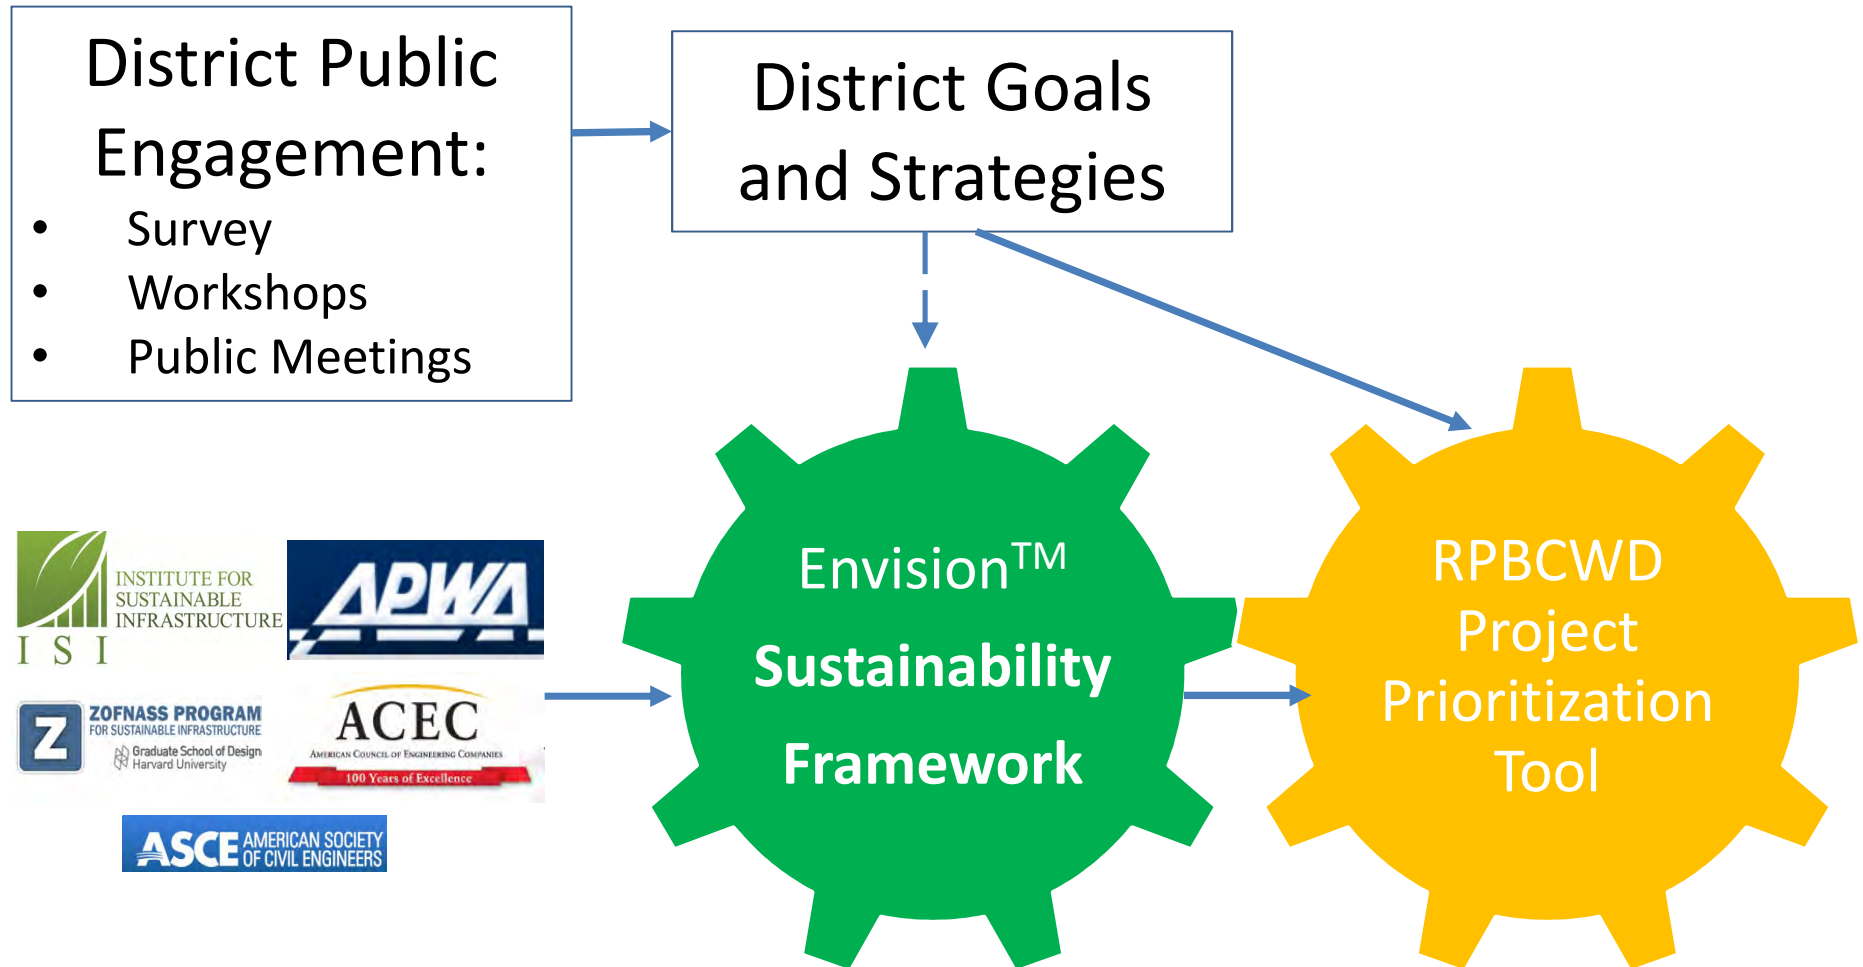 District Public
Engagement:
• Survey
• Workshops
• Public Meetings
District Goals
and Strategies
INSTITUTE FOR
SUSTAINABLE
INFRASTRUCTURE
I S I
APWA
Z
ZOFNASS PROGRAM
FOR SUSTAINABLE INFRASTRUCTURE
Graduate School of Design
Harvard University
ACEC
AMERICAN COUNCIL OF ENGINEERING COMPANIES
100 Years of Excellence
ASCE AMERICAN SOCIETY
OF CIVIL ENGINEERS
Envision™
Sustainability
Framework
RPBCWD
Project
Prioritization
Tool